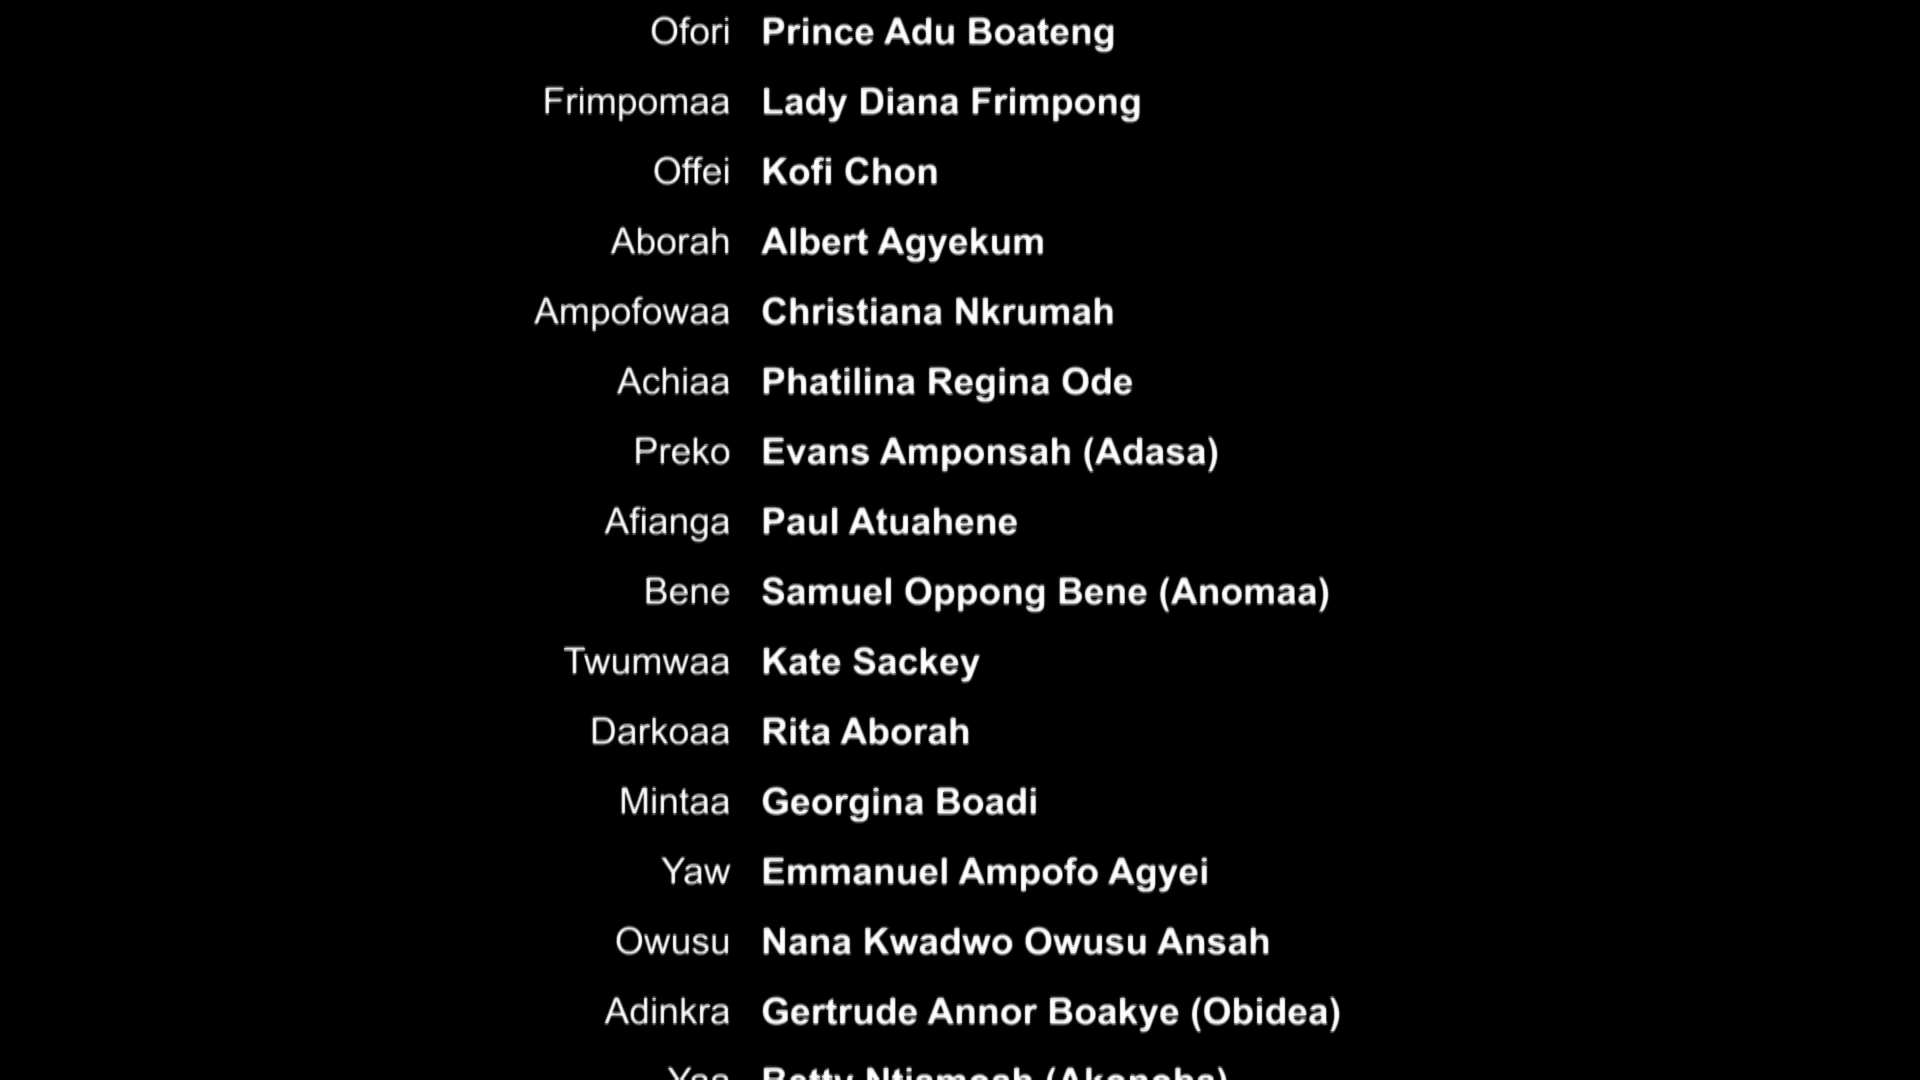 Ofori Prince Adu Boateng
Frimpomaa Lady Diana Frimpong
Offei Kofi Chon
Aborah Albert Agyekum
Ampofowaa Christiana Nkrumah
Achiaa Phatilina Regina Ode
Preko Evans Amponsah (Adasa)
Afianga Paul Atuahene
Bene Samuel Oppong Bene (Anomaa)
Twumwaa Kate Sackey
Darkoaa Rita Aborah
Mintaa Georgina Boadi
Yaw Emmanuel Ampofo Agyei
Owusu Nana Kwadwo Owusu Ansah
Adinkra Gertrude Annor Boakye (Obidea)
Yaa Betty